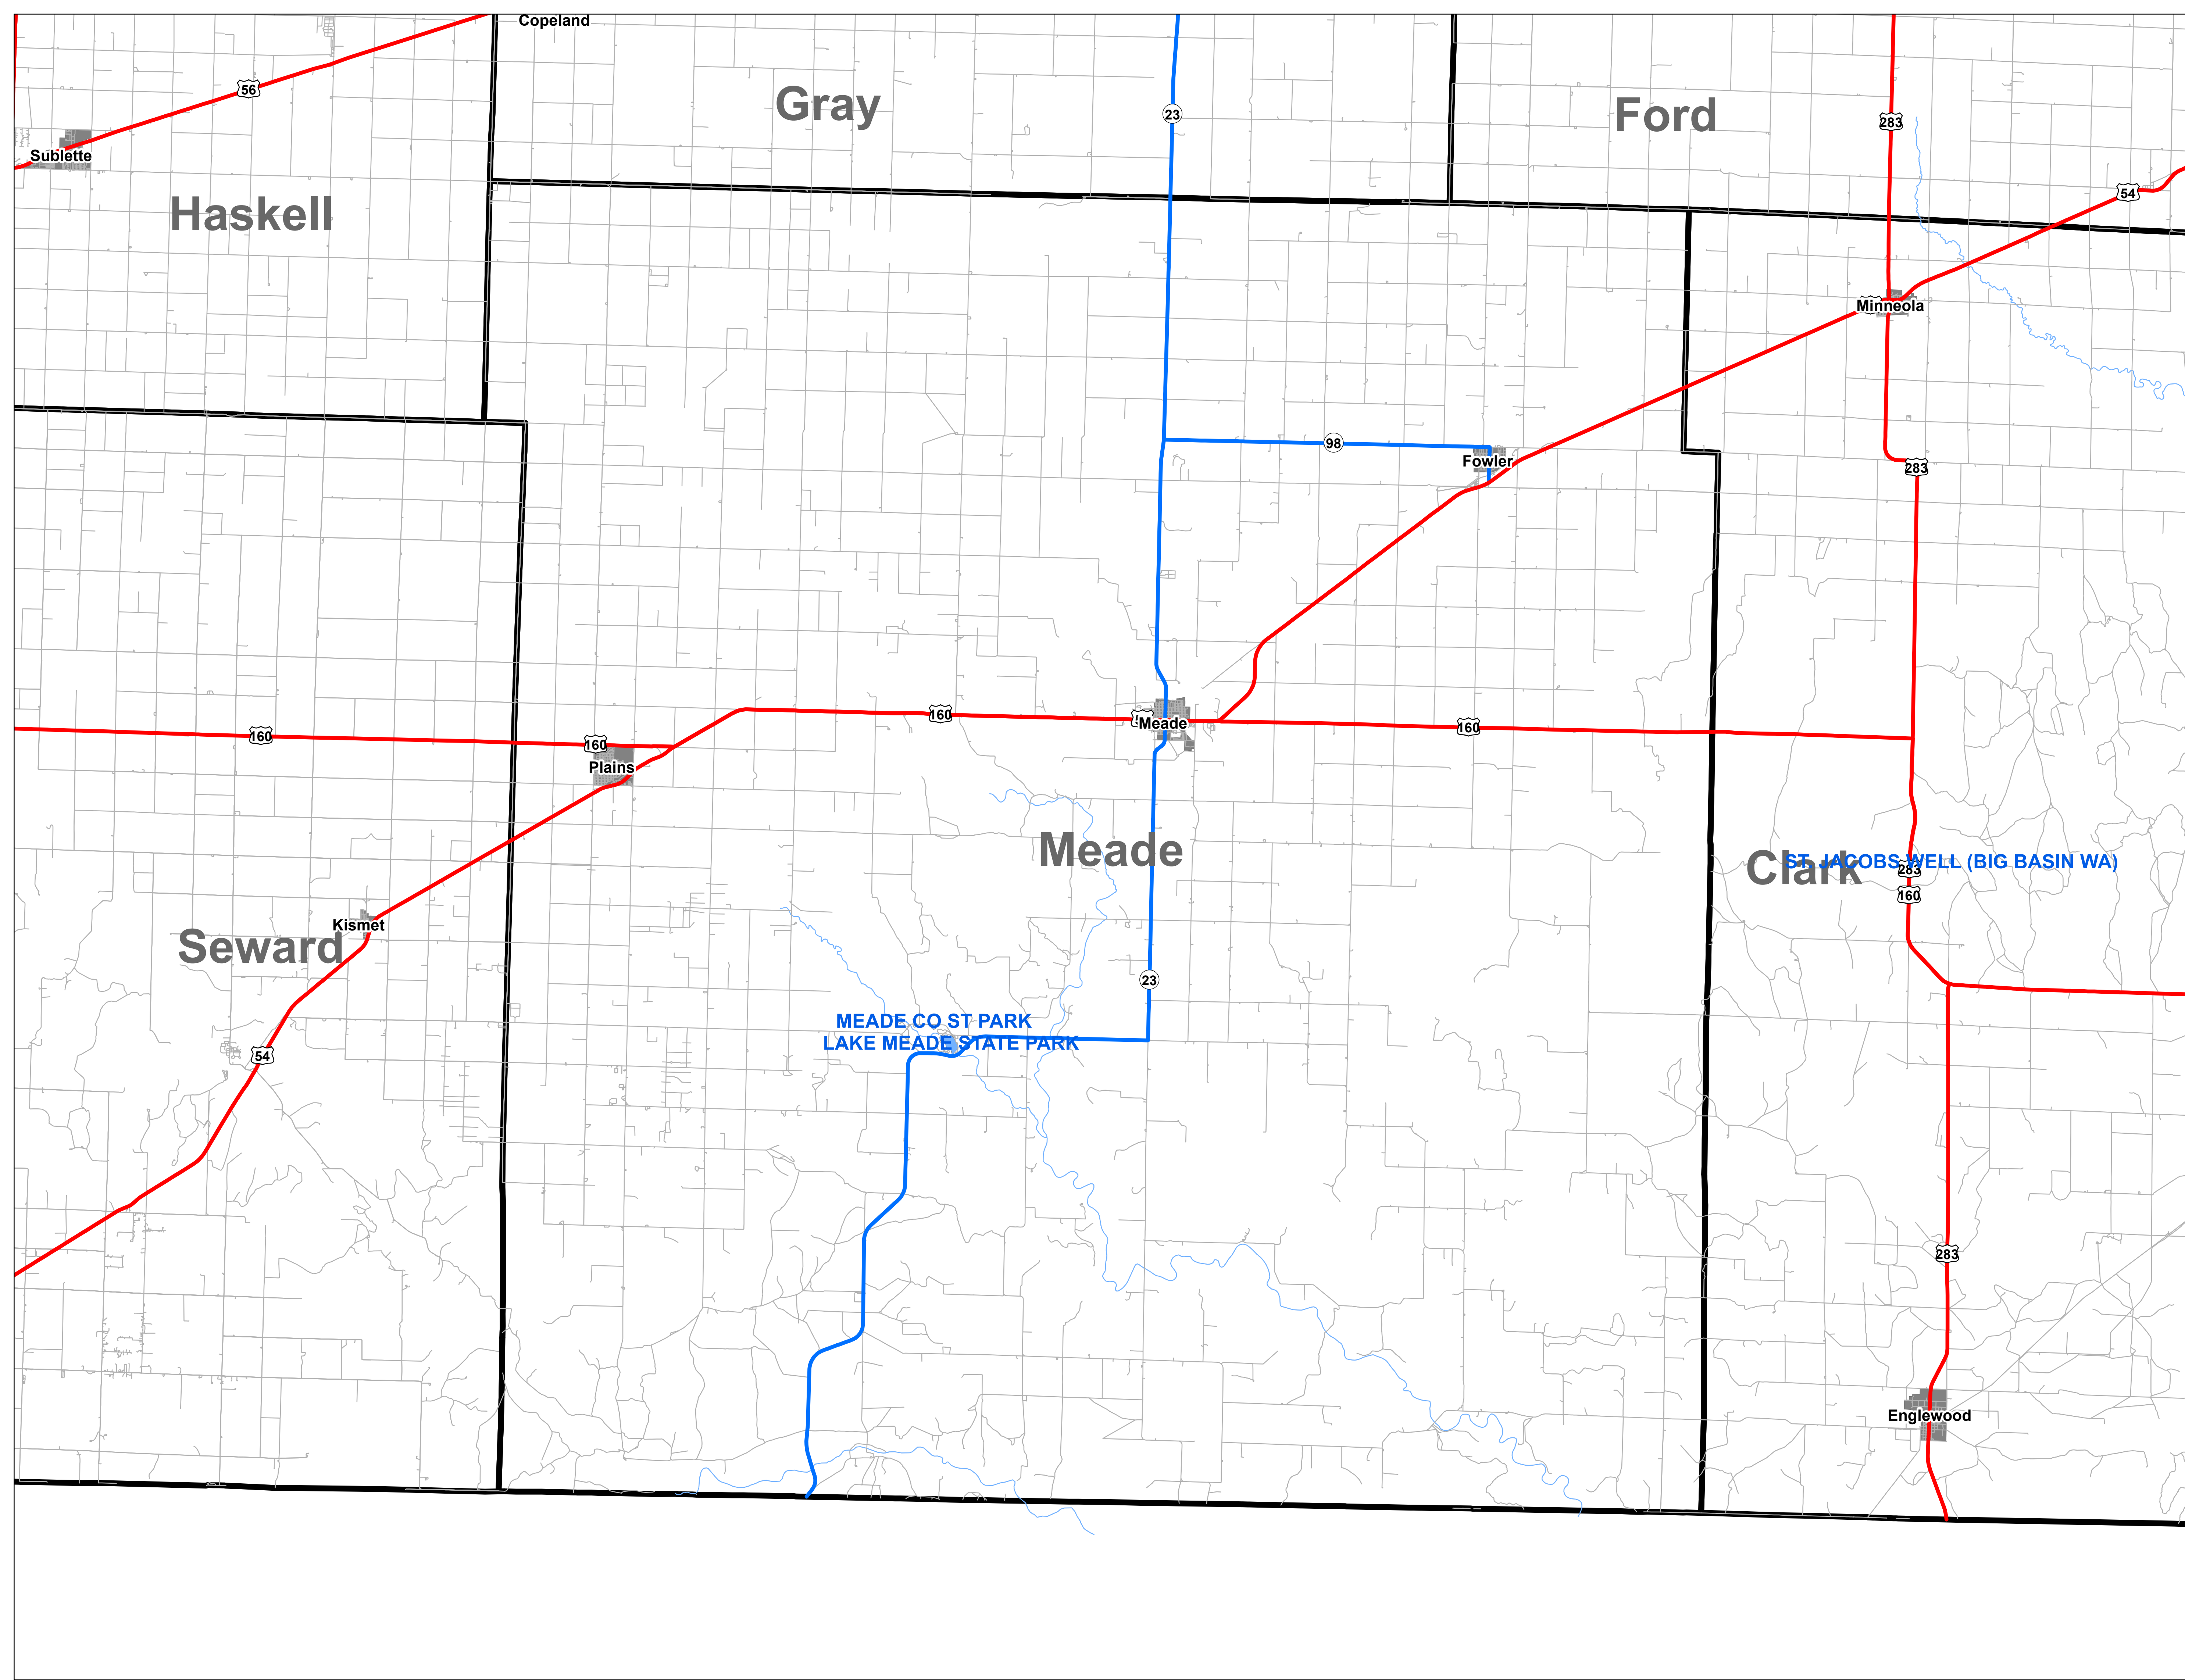 Copeland
56
Gray
23
Ford
283
Sublette
54
Haskell
Minneola
98
Fowler
283
160
160
160
Meade
160
Plains
Meade
Clark
ST. JACOBS WELL (BIG BASIN WA)
283
160
Kismet
Seward
23
MEADE CO ST PARK
LAKE MEADE STATE PARK
54
283
Englewood